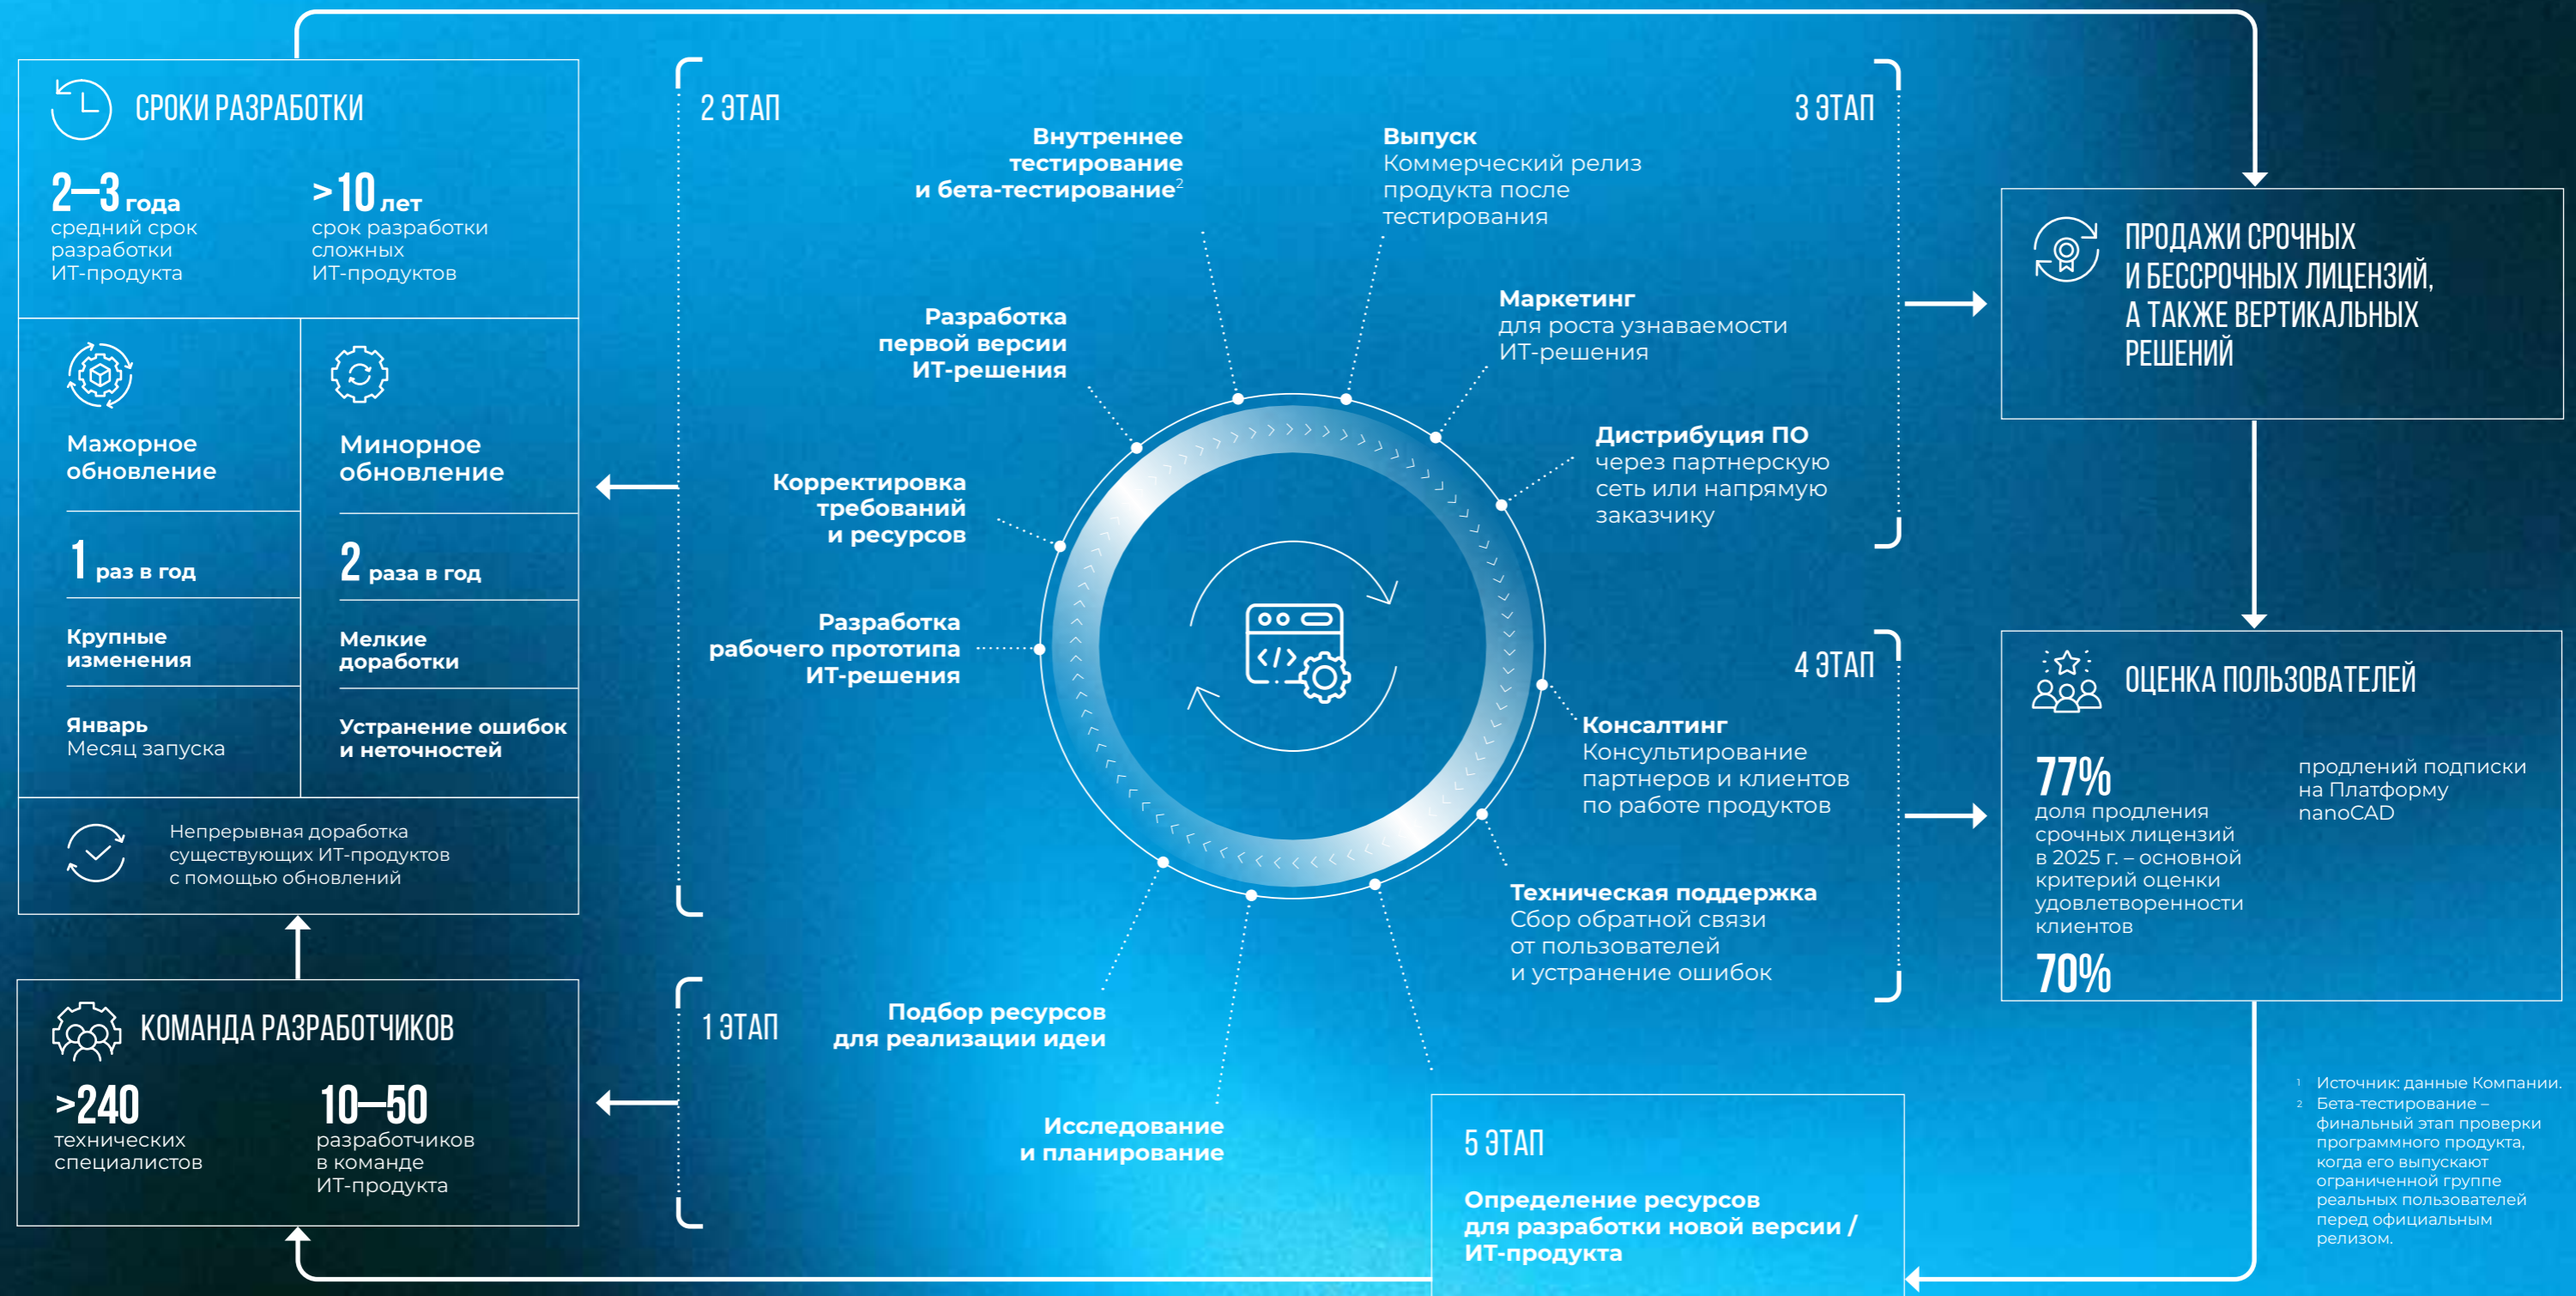 СРОКИ РАЗРАБОТКИ
2–3 года
средний срок
разработки
ИТ-продукта
>10 лет
срок разработки
сложных
ИТ-продуктов
Мажорное
обновление
1 раз в год
Крупные
изменения
Январь
Месяц запуска
Минорное
обновление
2 раза в год
Мелкие
доработки
Устранение ошибок
и неточностей
Непрерывная доработка
существующих ИТ-продуктов
с помощью обновлений
КОМАНДА РАЗРАБОТЧИКОВ
>240
технических
специалистов
10–50
разработчиков
в команде
ИТ-продукта
2 ЭТАП
Внутреннее
тестирование
и бета-тестирование2
Разработка
первой версии
ИТ-решения
Корректировка
требований
и ресурсов
Разработка
рабочего прототипа
ИТ-решения
1 ЭТАП
Подбор ресурсов
для реализации идеи
Исследование
и планирование
3 ЭТАП
Выпуск
Коммерческий релиз
продукта после
тестирования
Маркетинг
для роста узнаваемости
ИТ-решения
Дистрибуция ПО
через партнерскую
сеть или напрямую
заказчику
4 ЭТАП
Консалтинг
Консультирование
партнеров и клиентов
по работе продуктов
Техническая поддержка
Сбор обратной связи
от пользователей
и устранение ошибок
5 ЭТАП
Определение ресурсов
для разработки новой версии /
ИТ-продукта
ПРОДАЖИ СРОЧНЫХ
И БЕССРОЧНЫХ ЛИЦЕНЗИЙ,
А ТАКЖЕ ВЕРТИКАЛЬНЫХ
РЕШЕНИЙ
ОЦЕНКА ПОЛЬЗОВАТЕЛЕЙ
77%
доля продления
срочных лицензий
в 2025 г. – основной
критерий оценки
удовлетворенности
клиентов
70%
продлений подписки
на Платформу
nanoCAD
1 Источник: данные Компании.
2 Бета-тестирование –
финальный этап проверки
программного продукта,
когда его выпускают
ограниченной группе
реальных пользователей
перед официальным
релизом.